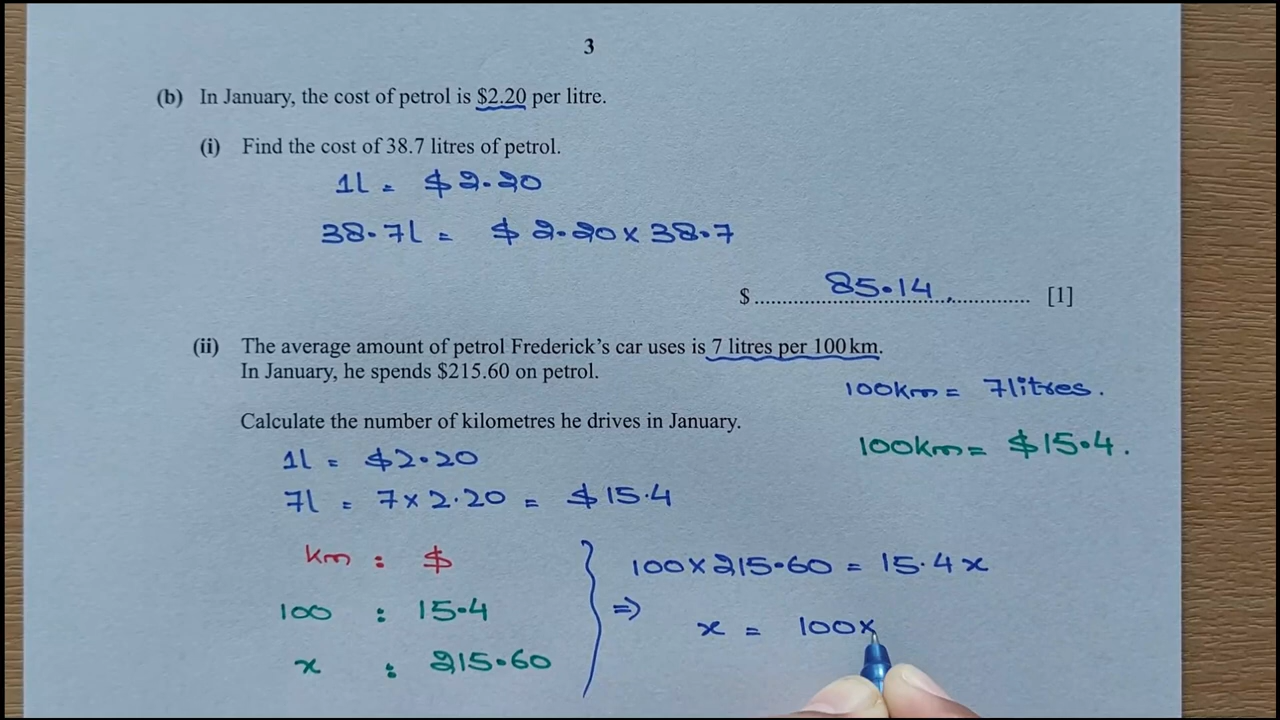 3
(b) In January, the cost of petrol is $2.20 per litre.
(i) Find the cost of 38.7 litres of petrol.
1l = $2.20
38.7l = $2.20 x 38.7
$ ........ 85.14 ........ [1]
(ii) The average amount of petrol Frederick's car uses is 7 litres per 100 km.
In January, he spends $215.60 on petrol.
100km = 7litres.
Calculate the number of kilometres he drives in January.
100km = $15.4.
1l = $2.20
7l = 7 x 2.20 = $15.4
km : $
100 : 15.4
x : 215.60
100 x 215.60 = 15.4x
⇒
x = 100x